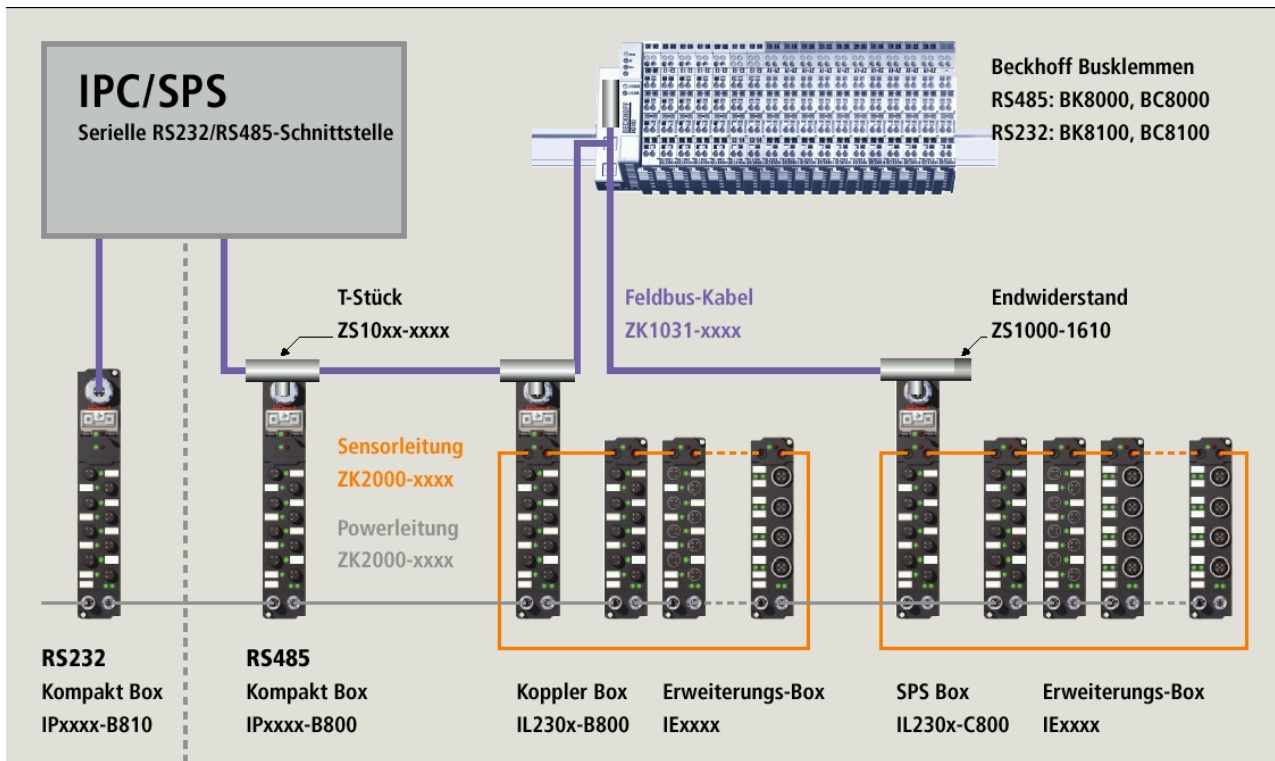 IPC/SPS
Serielle RS232/RS485-Schnittstelle
Beckhoff Busklemmen
RS485: BK8000, BC8000
RS232: BK8100, BC8100
BECKHOFF
T-Stück
ZS10xx-xxxx
Feldbus-Kabel
ZK1031-xxxx
Endwiderstand
ZS1000-1610
Sensorleitung
ZK2000-xxxx
Powerleitung
ZK2000-xxxx
RS232
Kompakt Box
IPxxxx-B810
RS485
Kompakt Box
IPxxxx-B800
Koppler Box
IL230x-B800
Erweiterungs-Box
IExxxx
SPS Box
IL230x-C800
Erweiterungs-Box
IExxxx